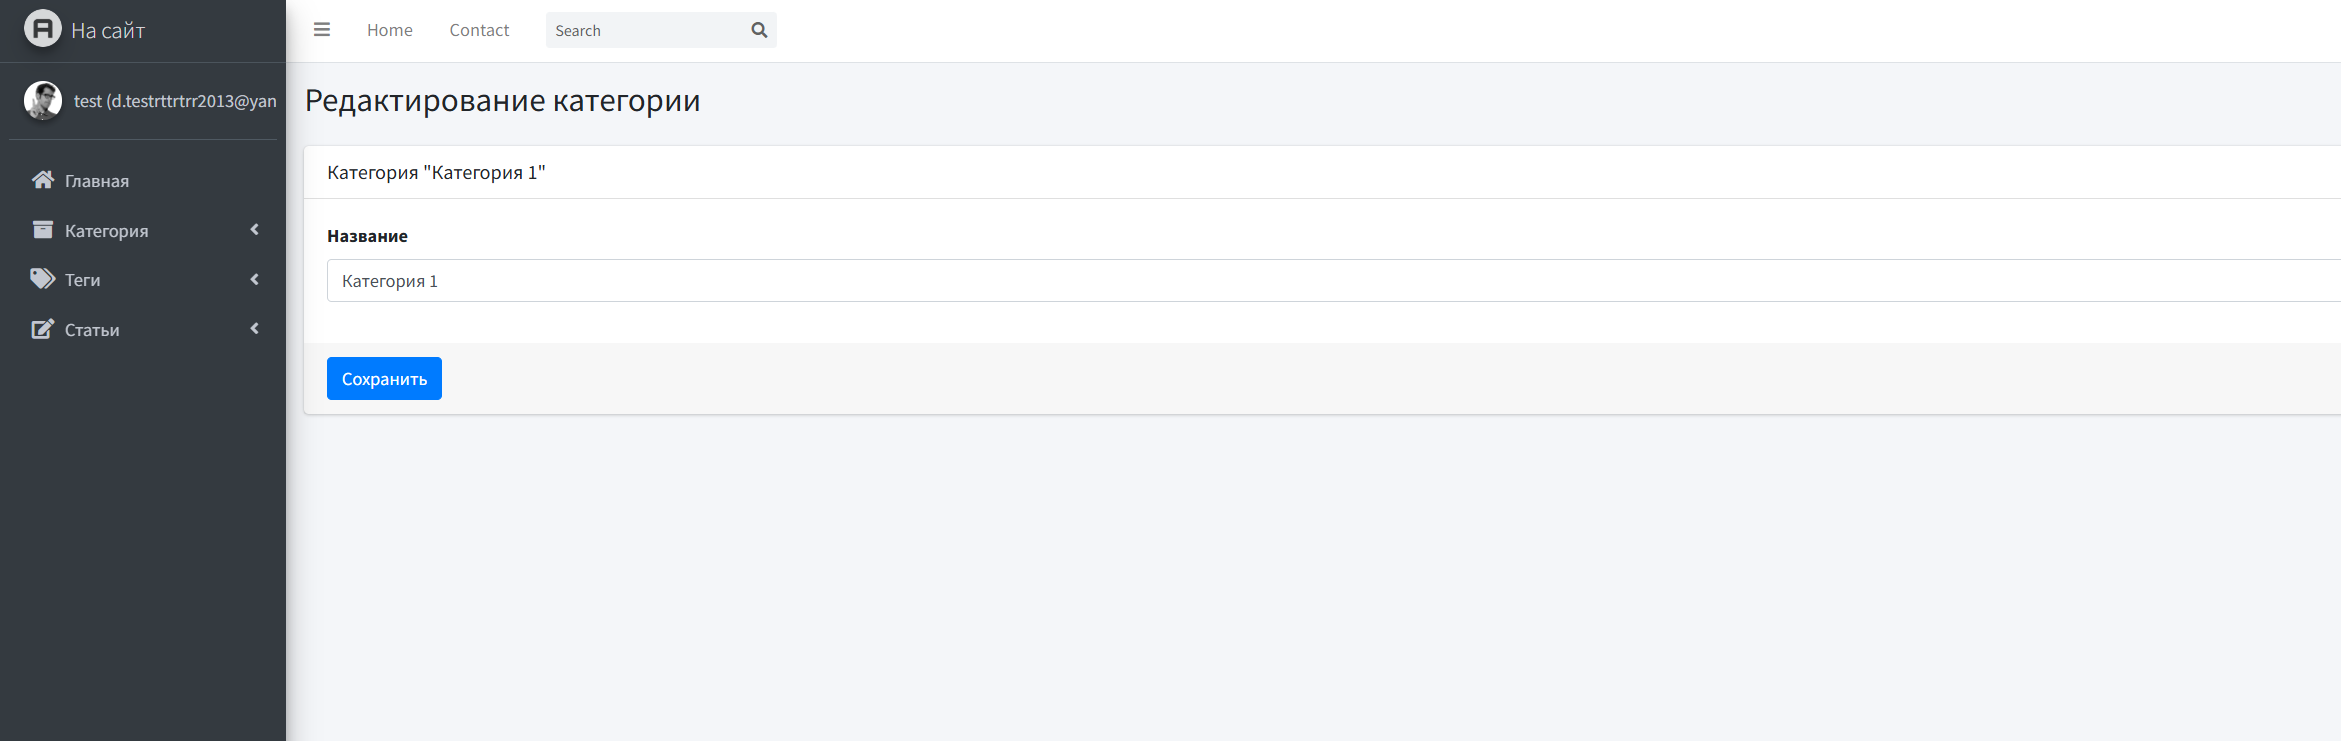 На сайт
Home Contact Search
test (d.testrttrtrr2013@yan
Редактирование категории
Главная
Категория
Теги
Статьи
Категория "Категория 1"
Название
Категория 1
Сохранить